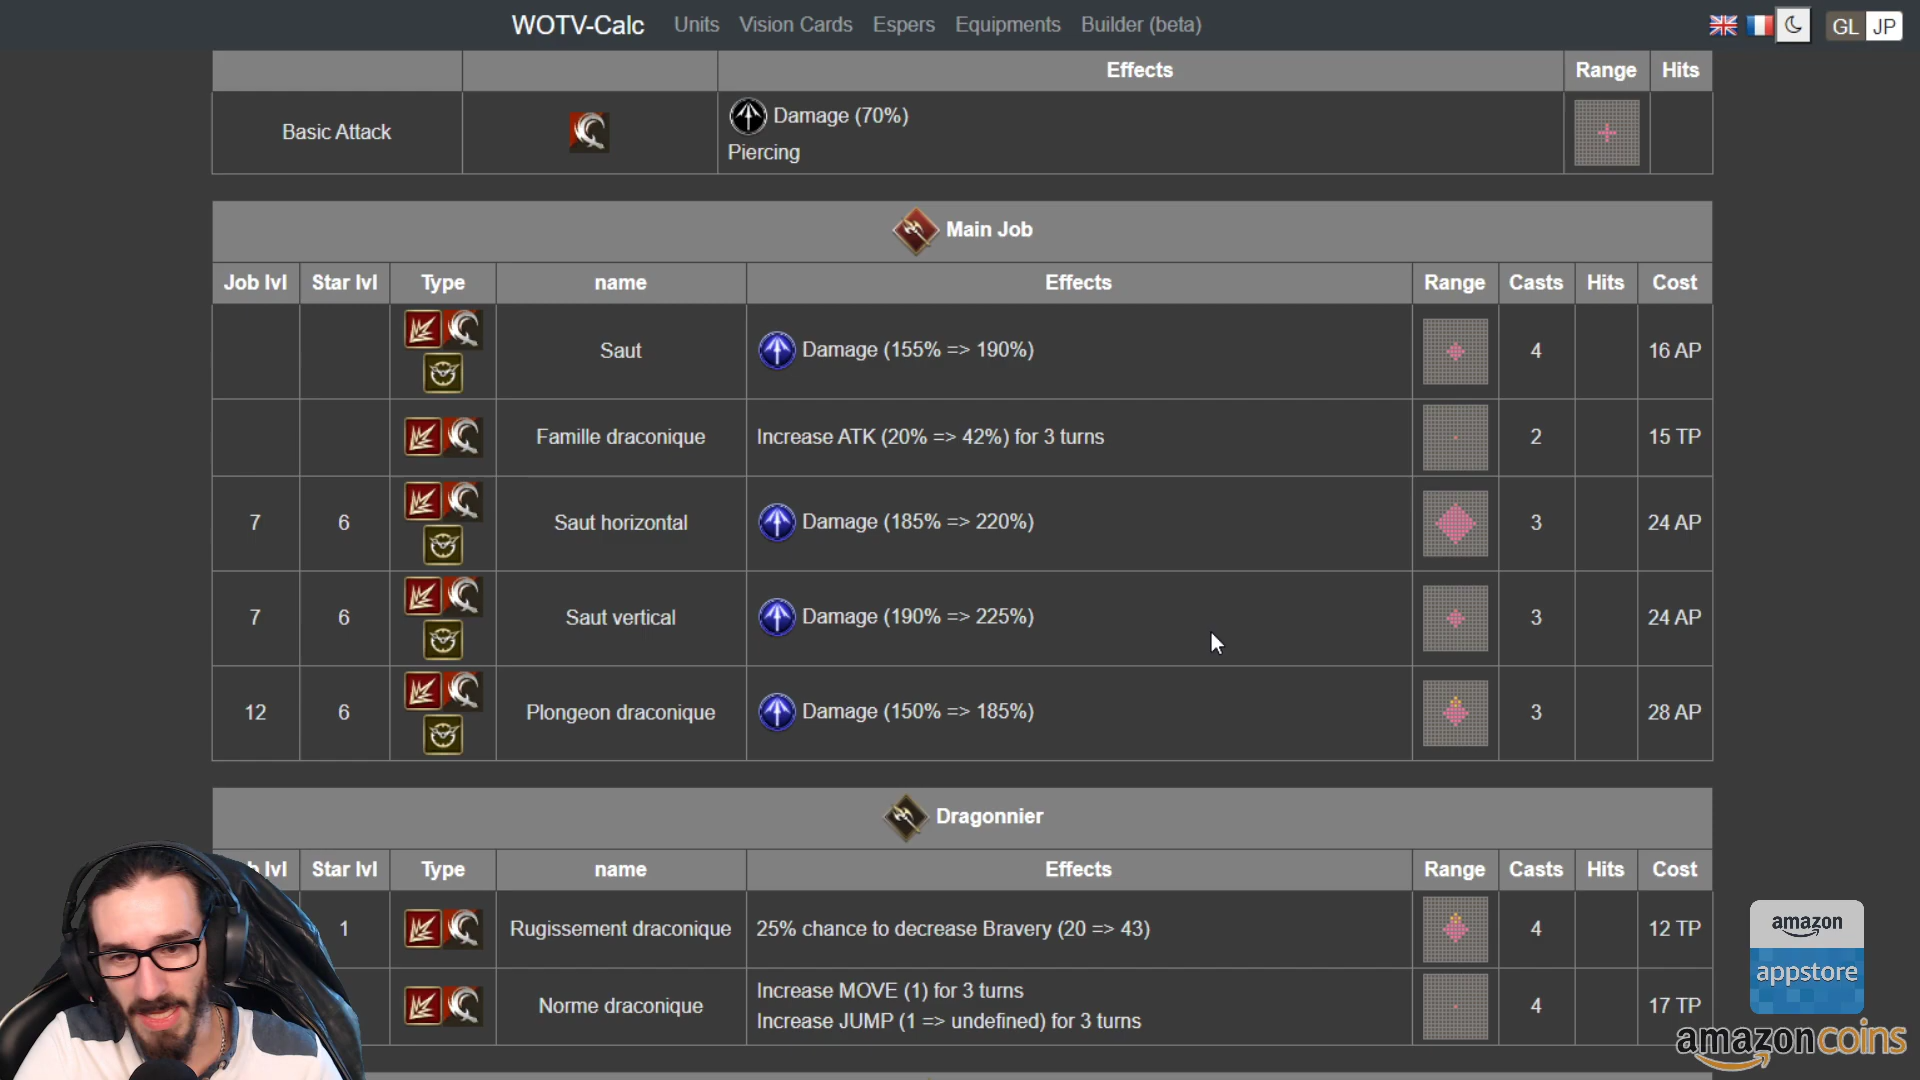 WOTV-Calc Units Vision Cards Espers Equipments Builder (beta) GL JP
Effects Range Hits
Basic Attack Damage (70%)
Piercing
Main Job
Job lvl Star lvl Type name Effects Range Casts Hits Cost
Saut Damage (155% => 190%) 4 16 AP
Famille draconique Increase ATK (20% => 42%) for 3 turns 2 15 TP
7 6 Saut horizontal Damage (185% => 220%) 3 24 AP
7 6 Saut vertical Damage (190% => 225%) 3 24 AP
12 6 Plongeon draconique Damage (150% => 185%) 3 28 AP
Dragonnier
lvl Star lvl Type name Effects Range Casts Hits Cost
1 Rugissement draconique 25% chance to decrease Bravery (20 => 43) 4 12 TP
Norme draconique Increase MOVE (1) for 3 turns 4 17 TP
Increase JUMP (1 => undefined) for 3 turns
amazon
appstore
amazoncoins